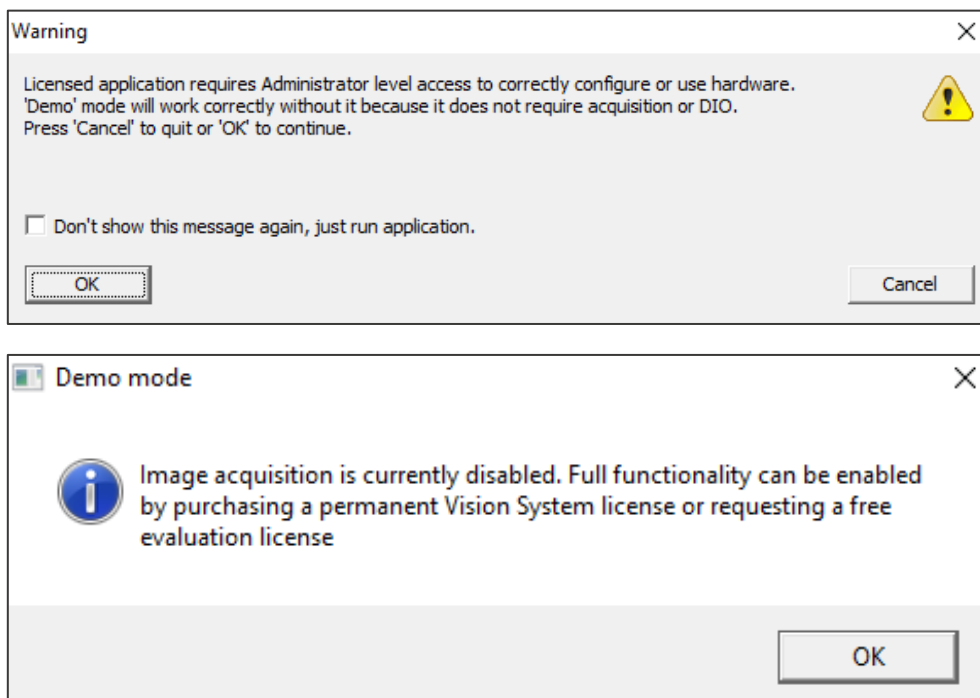 Warning
Licensed application requires Administrator level access to correctly configure or use hardware.
'Demo' mode will work correctly without it because it does not require acquisition or DIO.
Press 'Cancel' to quit or 'OK' to continue.
Don't show this message again, just run application.
OK
Cancel
Demo mode
Image acquisition is currently disabled. Full functionality can be enabled
by purchasing a permanent Vision System license or requesting a free
evaluation license
OK